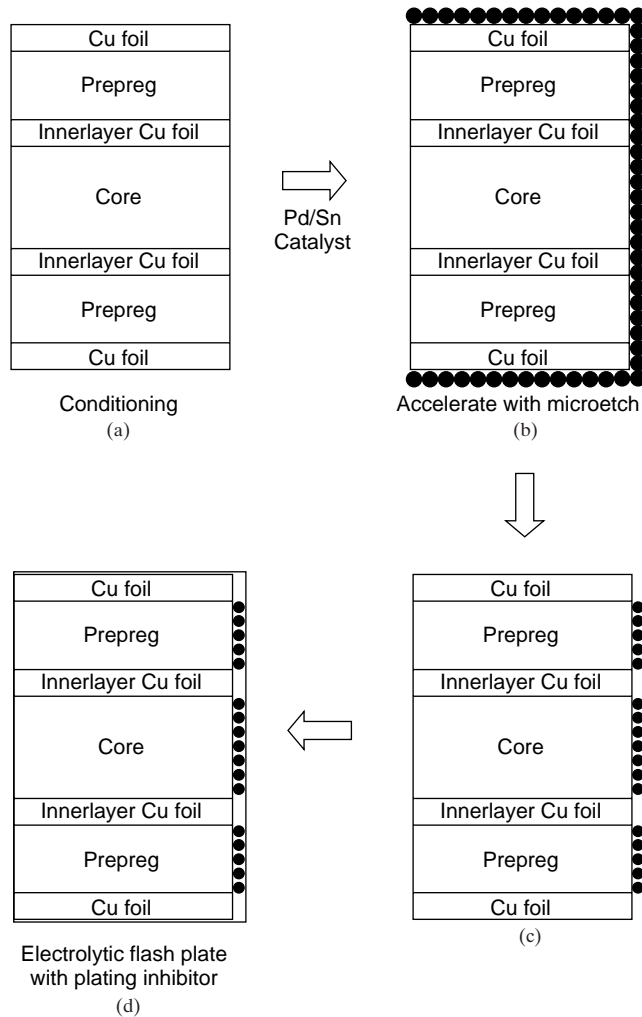 Cu foil
Prepreg
Innerlayer Cu foil
Core
Innerlayer Cu foil
Prepreg
Cu foil
Conditioning
(a)
Pd/Sn
Catalyst
Cu foil
Prepreg
Innerlayer Cu foil
Core
Innerlayer Cu foil
Prepreg
Cu foil
Accelerate with microetch
(b)
Cu foil
Prepreg
Innerlayer Cu foil
Core
Innerlayer Cu foil
Prepreg
Cu foil
(c)
Cu foil
Prepreg
Innerlayer Cu foil
Core
Innerlayer Cu foil
Prepreg
Cu foil
Electrolytic flash plate
with plating inhibitor
(d)